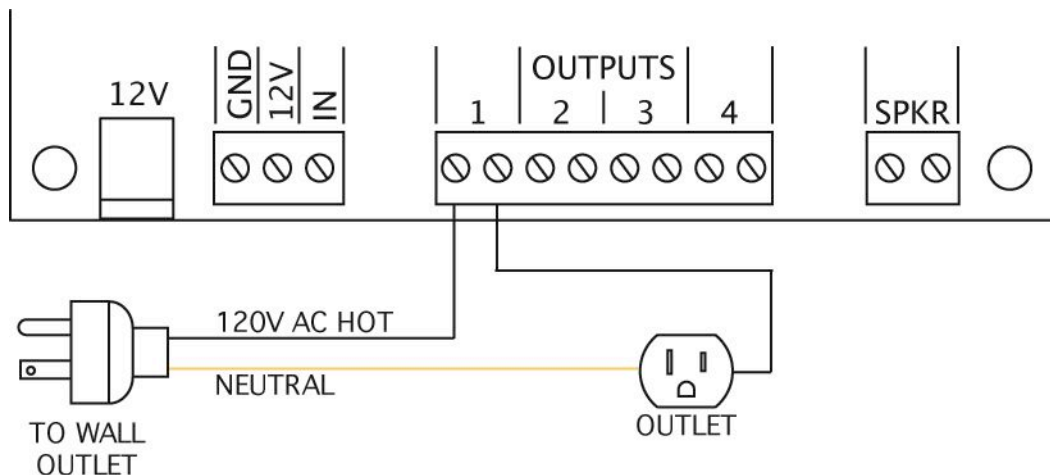 12V
GND
12V
IN
OUTPUTS
1 2 3 4
SPKR
120V AC HOT
NEUTRAL
TO WALL
OUTLET
OUTLET